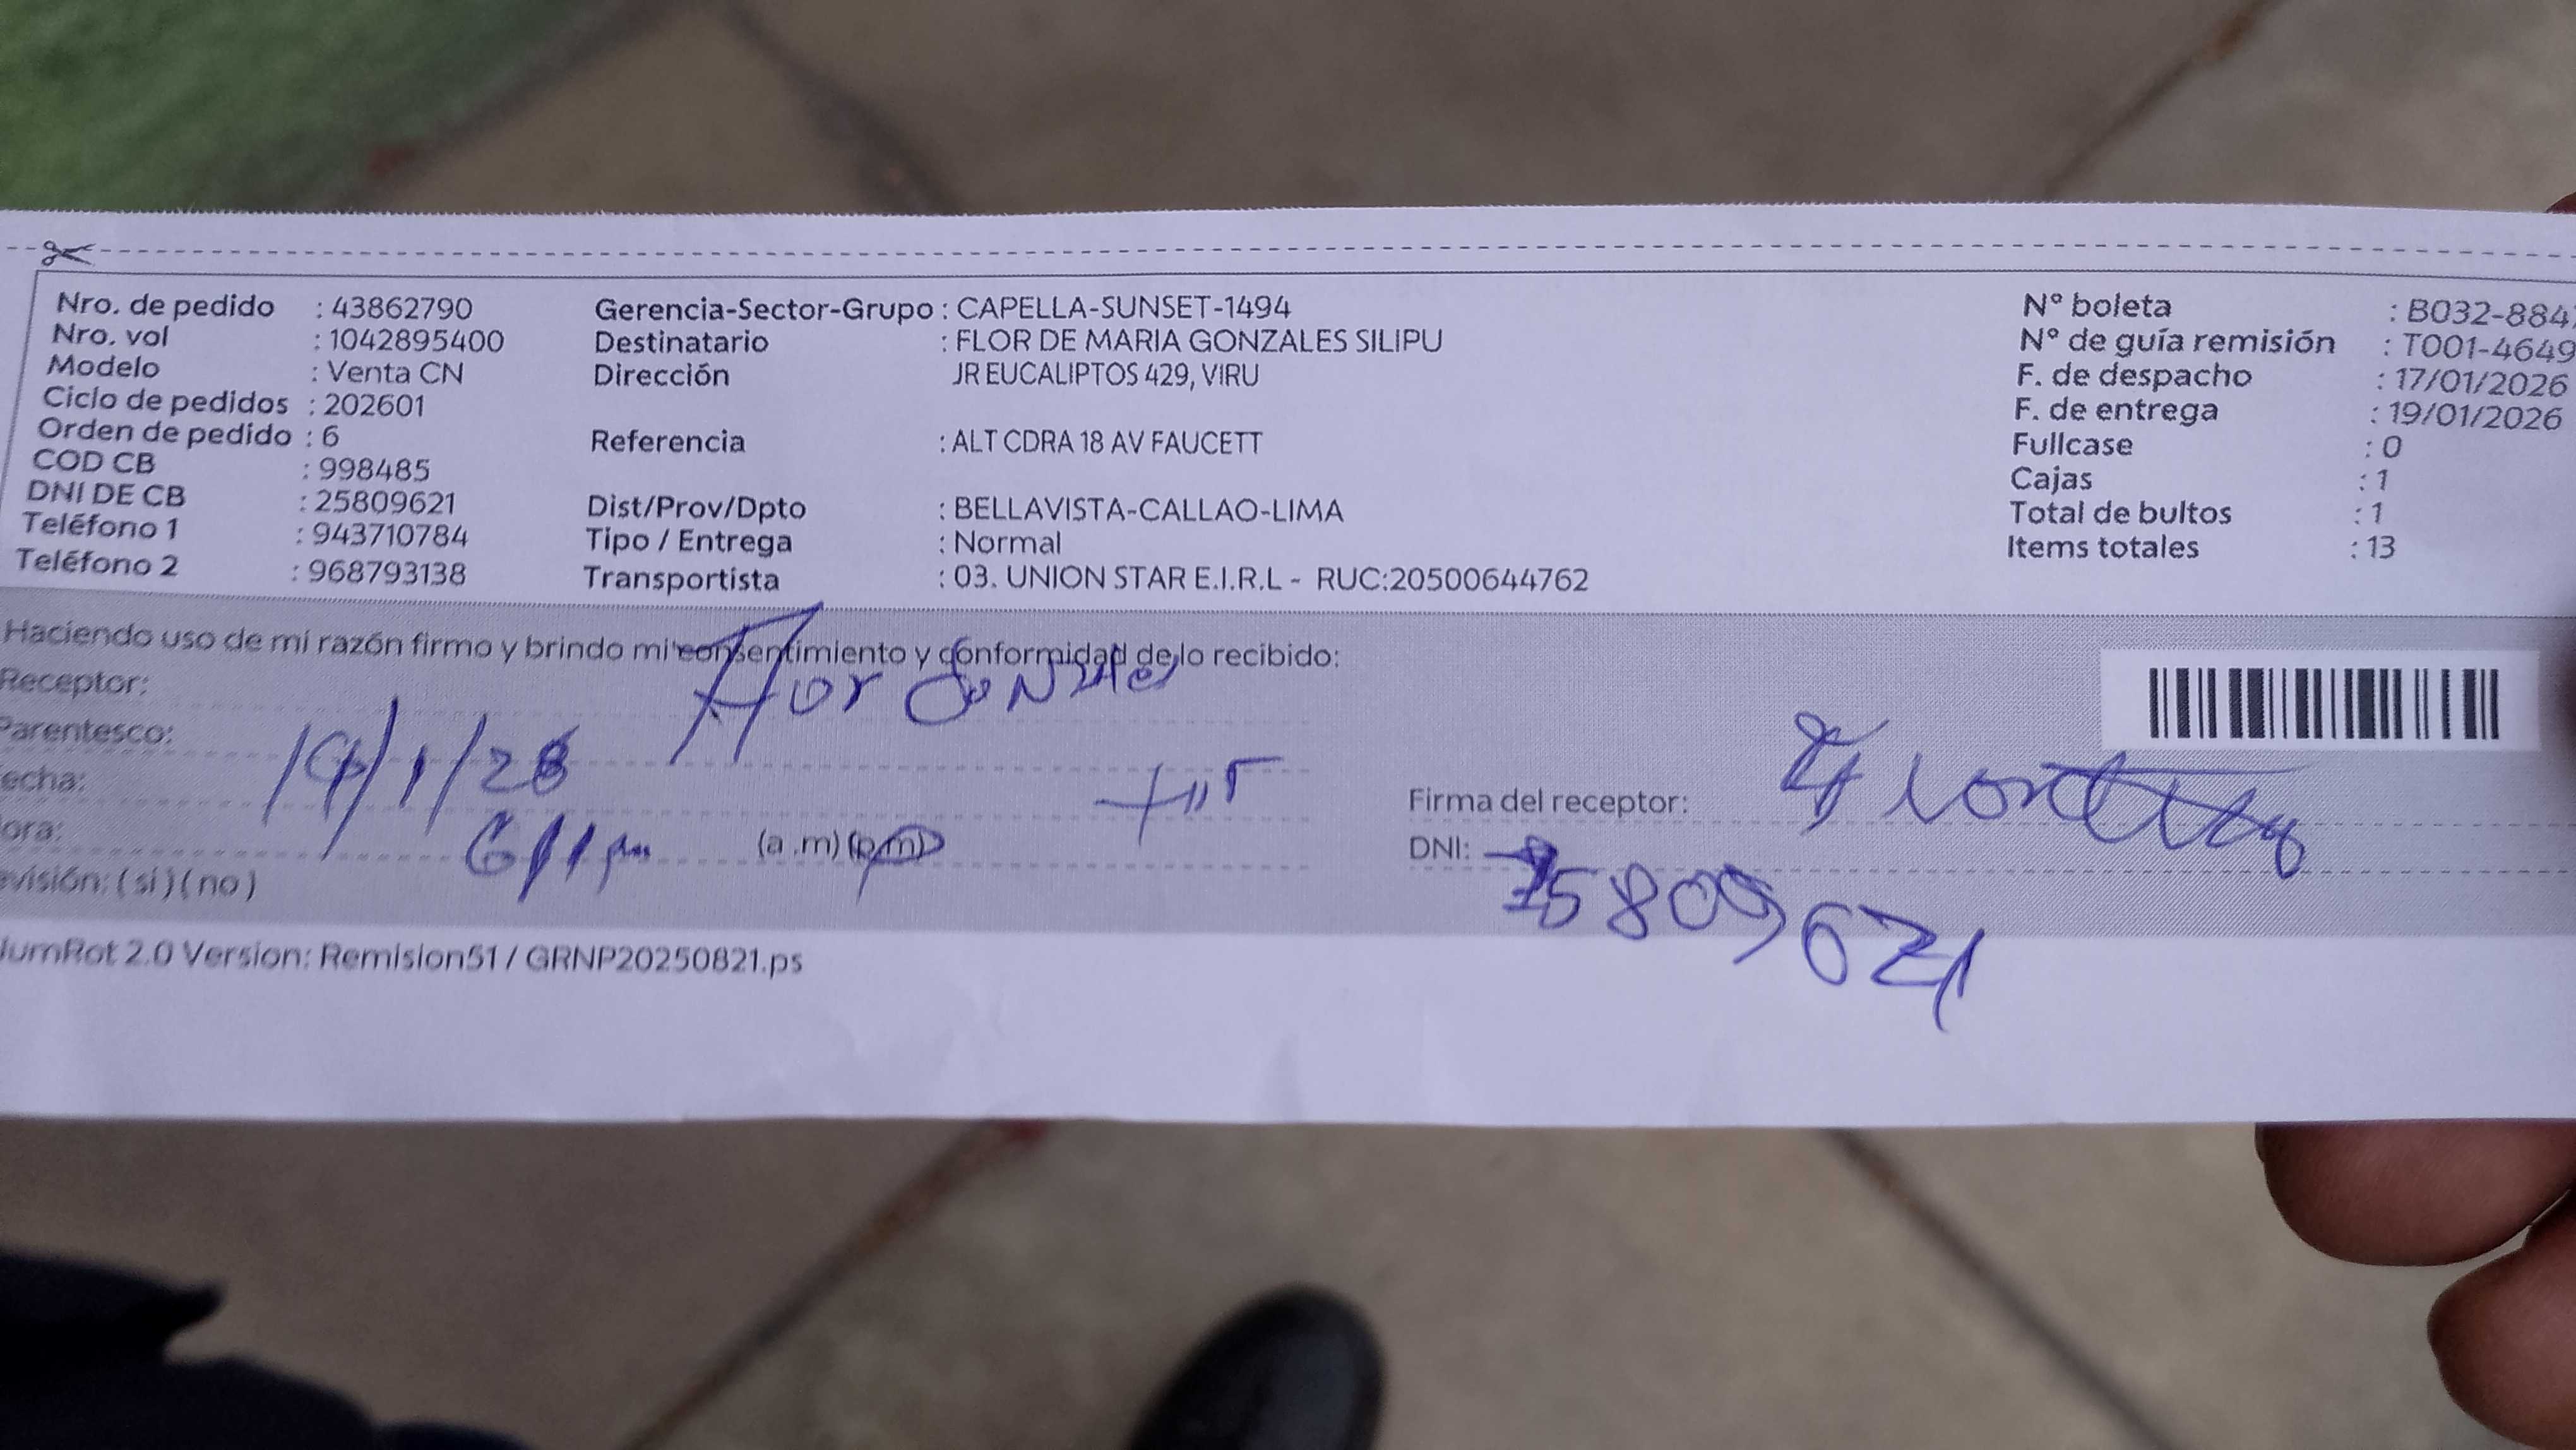 Nro. de pedido : 43862790
Nro. vol : 1042895400
Modelo : Venta CN
Ciclo de pedidos : 202601
Orden de pedido : 6
COD CB : 998485
DNI DE CB : 25809621
Teléfono 1 : 943710784
Teléfono 2 : 968793138
Gerencia-Sector-Grupo : CAPELLA-SUNSET-1494
Destinatario : FLOR DE MARIA GONZALES SILIPU
Dirección JR EUCALIPTOS 429, VIRU
Referencia : ALT CDRA 18 AV FAUCETT
Dist/Prov/Dpto : BELLAVISTA-CALLAO-LIMA
Tipo / Entrega : Normal
Transportista : 03. UNION STAR E.I.R.L - RUC:20500644762
N° boleta : B032-884
N° de guía remisión : T001-4649
F. de despacho : 17/01/2026
F. de entrega : 19/01/2026
Fullcase : 0
Cajas : 1
Total de bultos : 1
Items totales : 13
Haciendo uso de mi razón firmo y brindo mi consentimiento y conformidad de lo recibido:
Receptor: Flor Gonzales
Parentesco:
echa: 19/1/26
ora: 6 11 pm (a .m) (p.m)
evisión: ( si ) ( no )
Firma del receptor:
DNI: 25809621
umRot 2.0 Version: Remision51 / GRNP20250821.ps